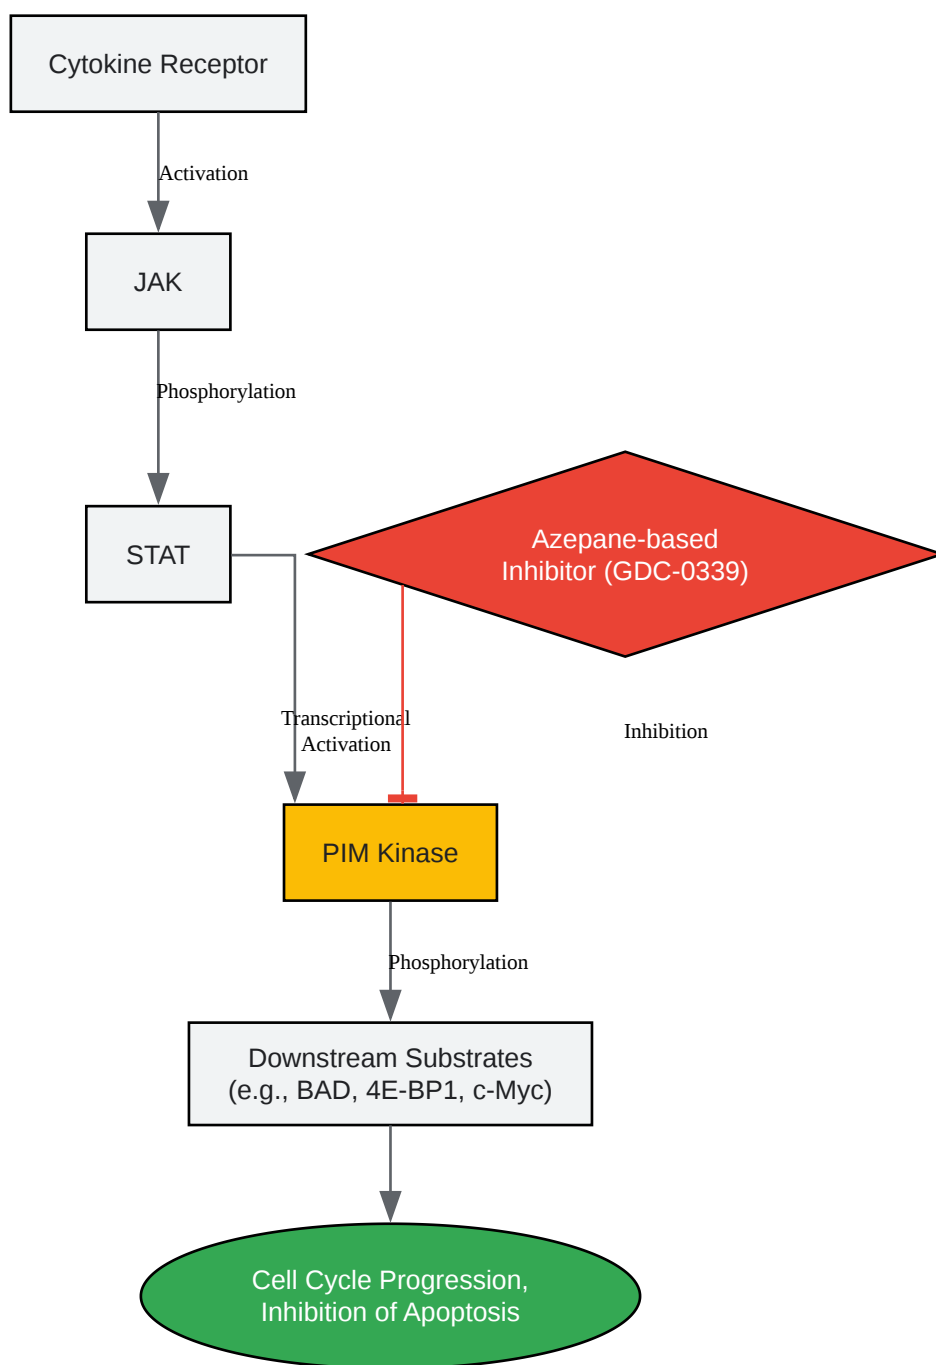 Cytokine Receptor
Activation
JAK
Phosphorylation
STAT
Azepane-based
Inhibitor (GDC-0339)
Transcriptional
Activation
Inhibition
PIM Kinase
Phosphorylation
Downstream Substrates
(e.g., BAD, 4E-BP1, c-Myc)
Cell Cycle Progression,
Inhibition of Apoptosis